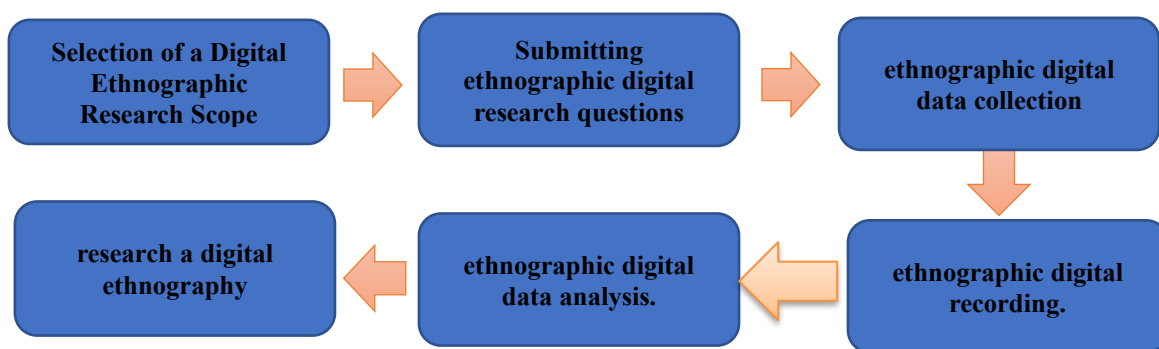 Selection of a Digital
Ethnographic
Research Scope
Submitting
ethnographic digital
research questions
ethnographic digital
data collection
ethnographic digital
recording.
ethnographic digital
data analysis.
research a digital
ethnography